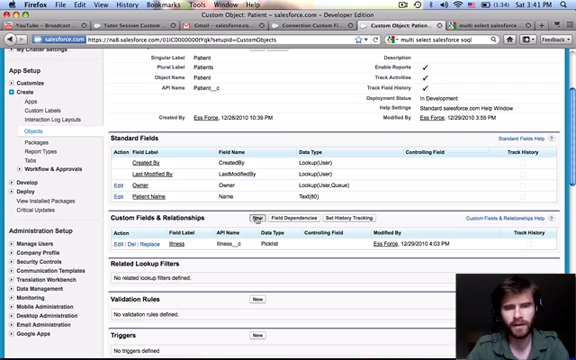 Firefox File Edit View History Bookmarks Tools Window Help Sat 3:41 PM
Custom Object: Patient ~ salesforce.com - Developer Edition
YouTube - Broadcast ...
Tutor Session Custom ...
Gmail - 
Connection Custom Fi...
Custom Object: Patient ~ sal...
multi select salesforce soql
salesforce.com https://na8.salesforce.com/01IC0000000Ytqk?setupid=CustomObjects
multi select salesforce soql
Feedback
My Chatter Settings
App Setup
Customize
Create
Apps
Custom Labels
Interaction Log Layouts
Objects
Packages
Report Types
Tabs
Workflow & Approvals
Develop
Deploy
View Installed Packages
Critical Updates
Administration Setup
Manage Users
Company Profile
Security Controls
Communication Templates
Translation Workbench
Data Management
Monitoring
Mobile Administration
Desktop Administration
Email Administration
Google Apps
Singular Label Patient Description
Plural Label Patients Enable Reports ✓
Object Name Patient Track Activities ✓
API Name Patient__c Track Field History ✓
Deployment Status In Development
Help Settings Standard salesforce.com Help Window
Created By Ess Force, 12/28/2010 10:39 PM Modified By Ess Force, 12/29/2010 3:55 PM
Standard Fields Standard Fields Help
Action Field Label Field Name Data Type Controlling Field Track History
Created By CreatedBy Lookup(User)
Last Modified By LastModifiedBy Lookup(User)
Edit Owner Owner Lookup(User,Queue)
Edit Patient Name Name Text(80)
Custom Fields & Relationships New Field Dependencies Set History Tracking Custom Fields & Relationships Help
Action Field Label API Name Data Type Controlling Field Modified By Track History
Edit | Del | Replace Illness Illness__c Picklist Ess Force, 12/29/2010 4:03 PM
Related Lookup Filters
No related lookup filters defined.
Validation Rules New
No validation rules defined.
Triggers New
No triggers defined